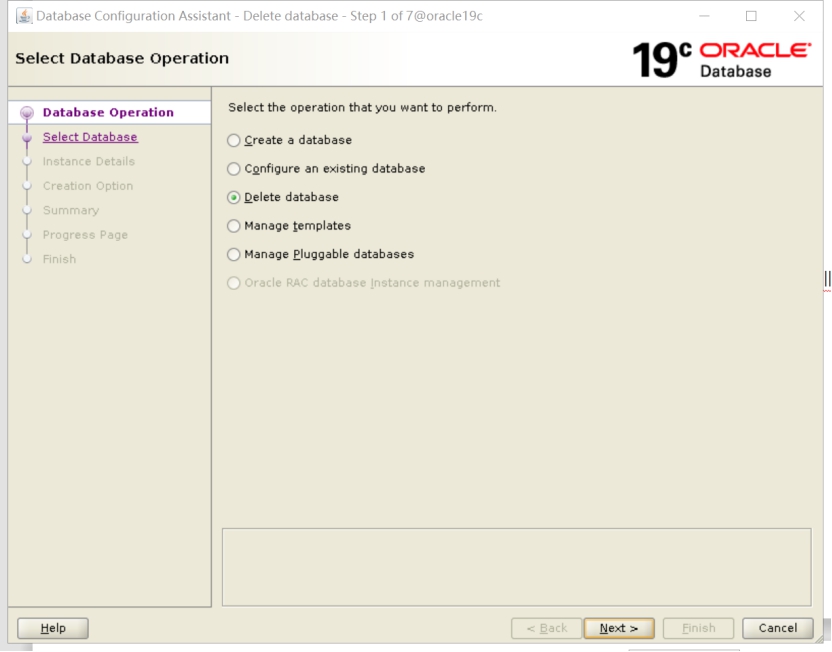 Database Configuration Assistant - Delete database - Step 1 of 7@oracle19c
Select Database Operation
19c ORACLE
Database
Database Operation
Select Database
Instance Details
Creation Option
Summary
Progress Page
Finish
Select the operation that you want to perform.
Create a database
Configure an existing database
Delete database
Manage templates
Manage Pluggable databases
Oracle RAC database Instance management
Help
< Back
Next >
Finish
Cancel